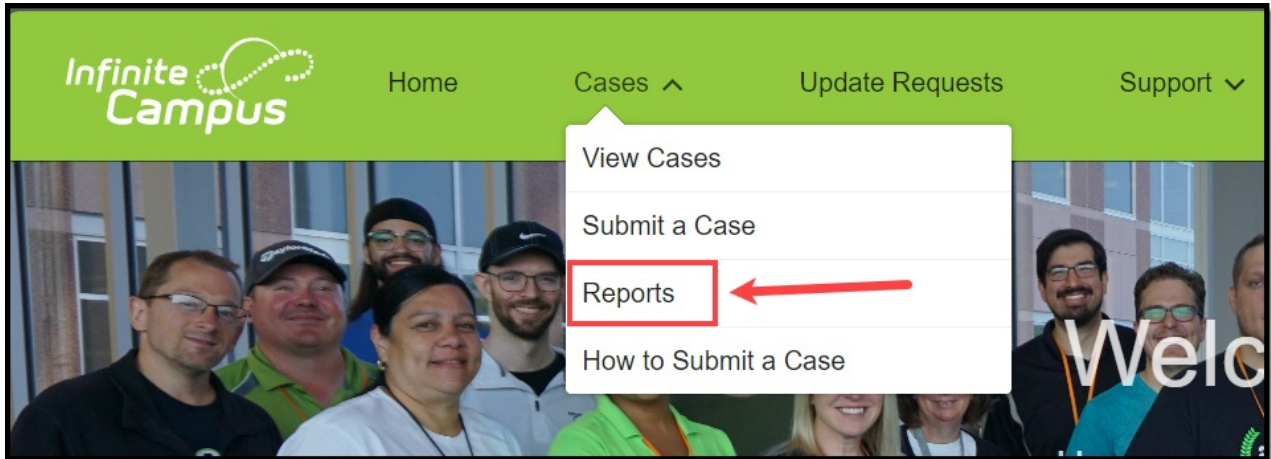 Infinite
Campus
Home
Cases
Update Requests
Support
View Cases
Submit a Case
Reports
How to Submit a Case
Welc